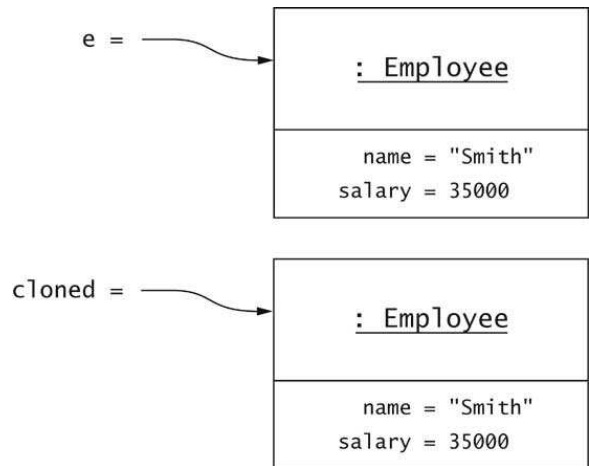 e =
: Employee
name = "Smith"
salary = 35000
cloned =
: Employee
name = "Smith"
salary = 35000